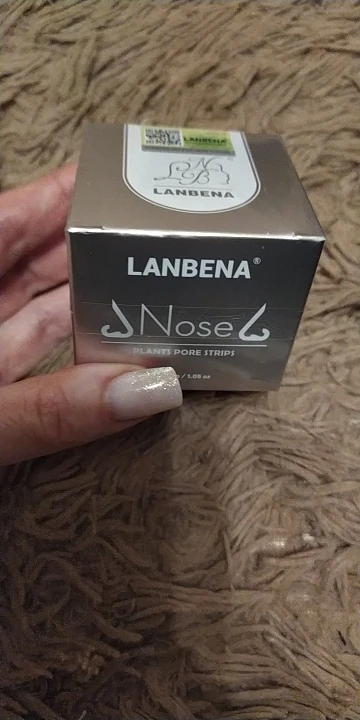 LANBENA
LANBENA
LANBENA®
Nose
PLANTS PORE STRIPS
/ 1.05 oz